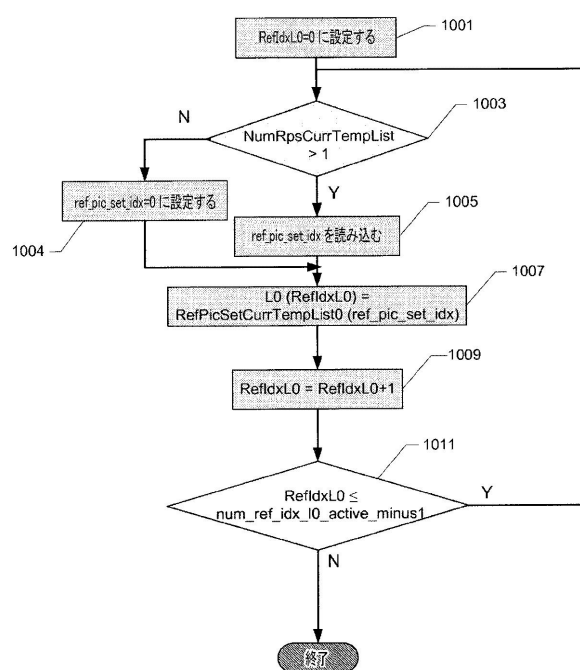 RefIdxL0=0 に設定する
1001
1003
N
NumRpsCurrTempList
> 1
Y
ref_pic_set_idx=0 に設定する
1004
1005
ref_pic_set_idx を読み込む
1007
L0 (RefIdxL0) =
RefPicSetCurrTempList0 (ref_pic_set_idx)
1009
RefIdxL0 = RefIdxL0+1
1011
RefIdxL0 ≤
num_ref_idx_l0_active_minus1
Y
N
終了